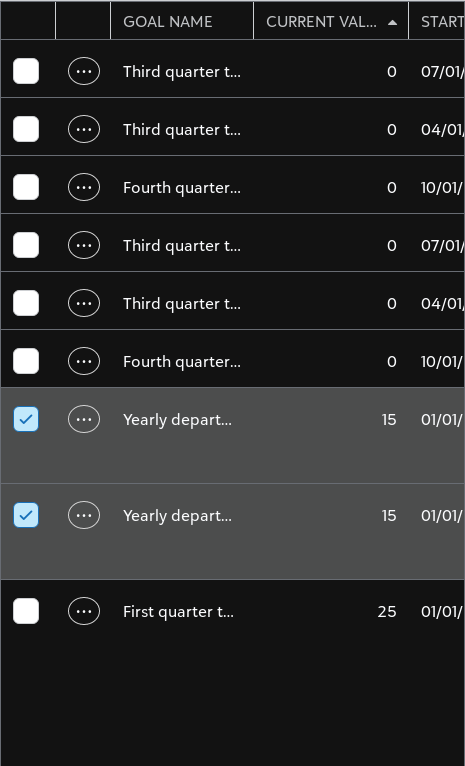 GOAL NAME CURRENT VAL... START
Third quarter t... 0 07/01/
Third quarter t... 0 04/01/
Fourth quarter... 0 10/01/
Third quarter t... 0 07/01/
Third quarter t... 0 04/01/
Fourth quarter... 0 10/01/
Yearly depart... 15 01/01/
Yearly depart... 15 01/01/
First quarter t... 25 01/01/